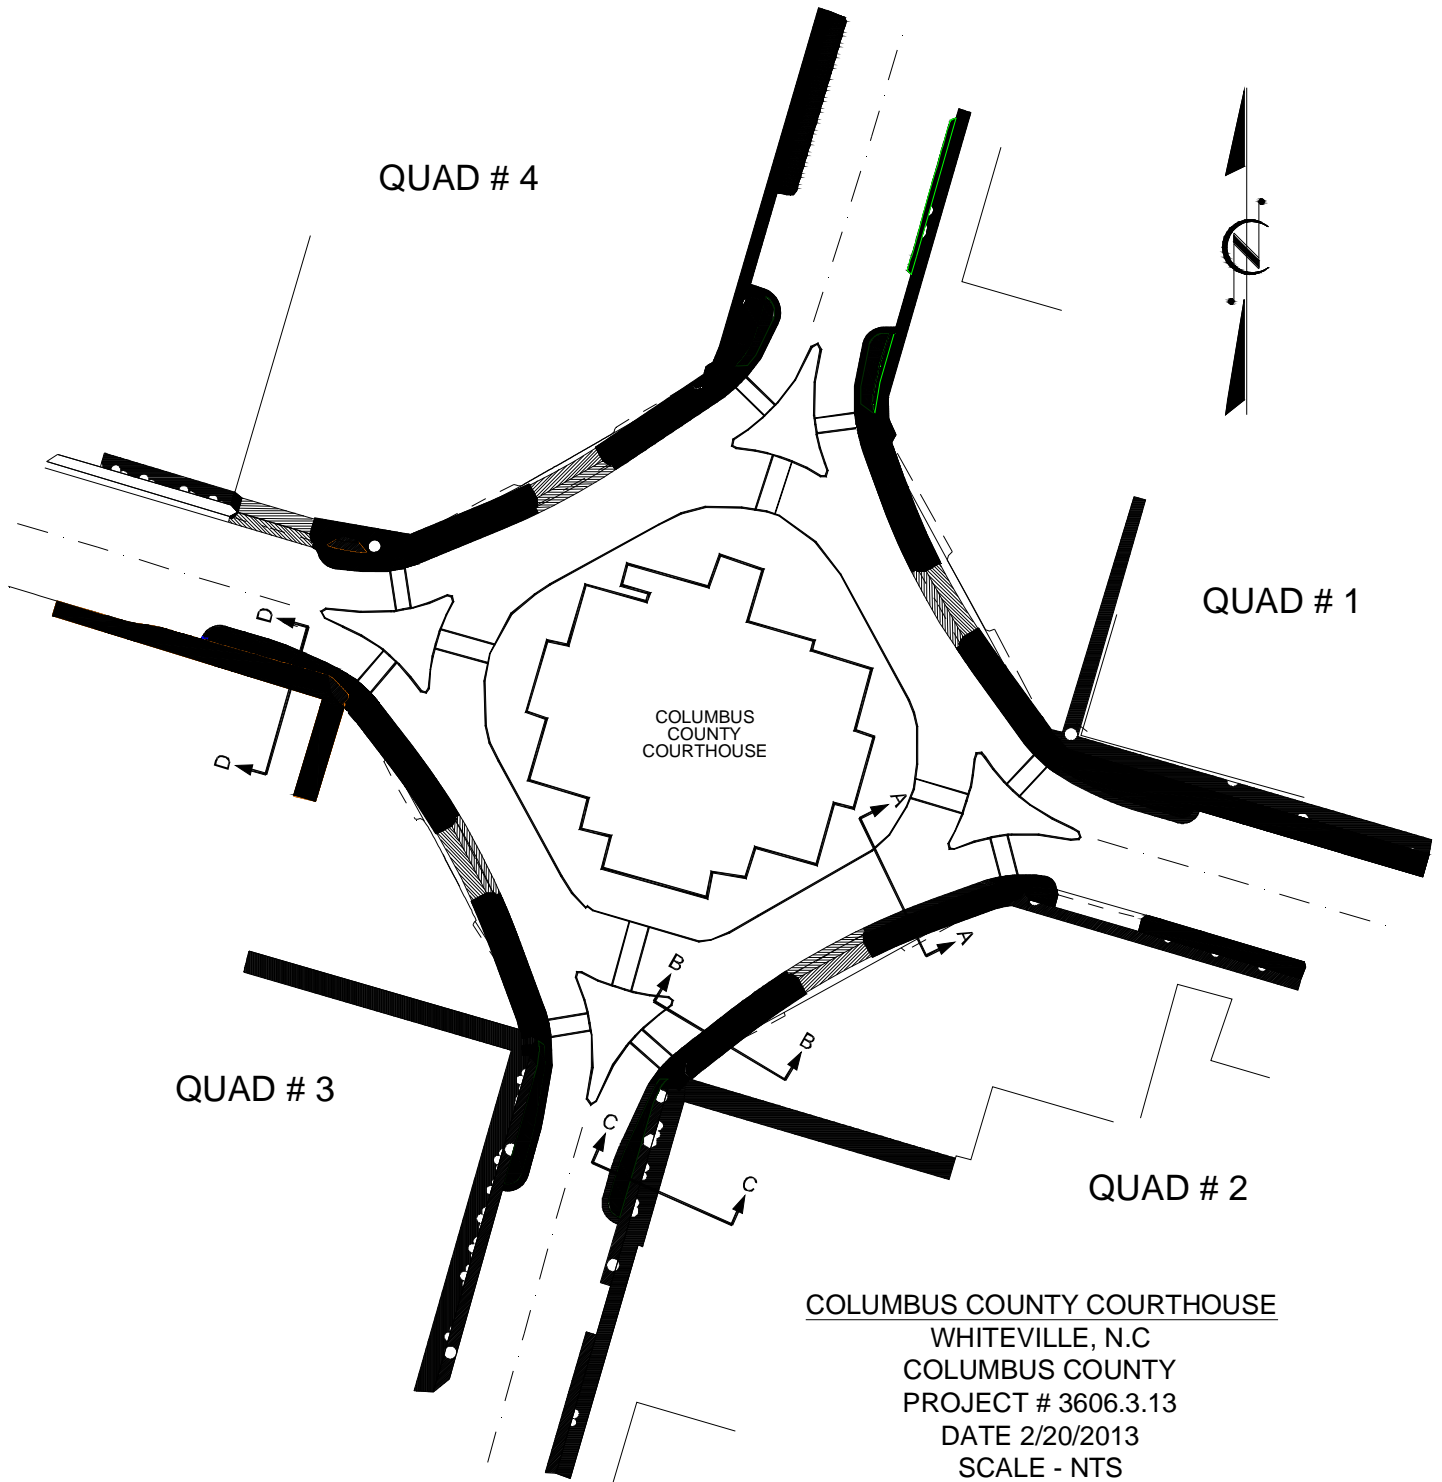 QUAD # 4
QUAD # 1
D
D
COLUMBUS
COUNTY
COURTHOUSE
A
A
B
B
QUAD # 3
C
C
QUAD # 2
COLUMBUS COUNTY COURTHOUSE
WHITEVILLE, N.C
COLUMBUS COUNTY
PROJECT # 3606.3.13
DATE 2/20/2013
SCALE - NTS